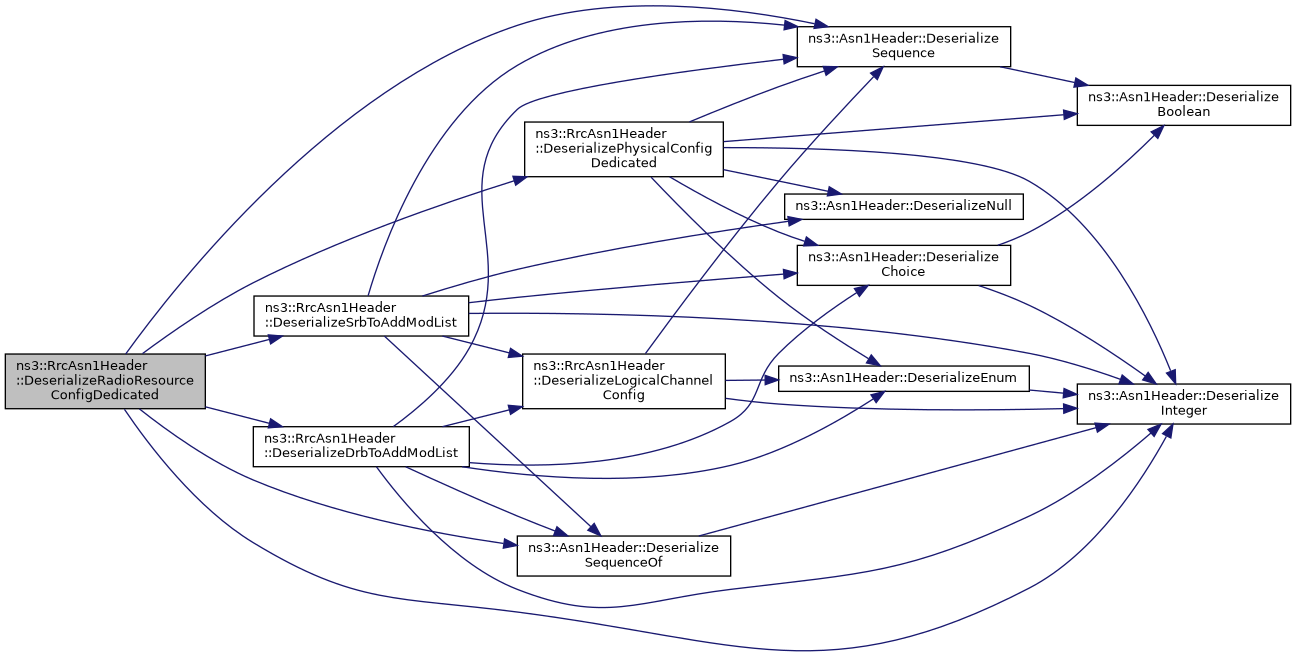 ns3::RrcAsn1Header
::DeserializeRadioResource
ConfigDedicated
ns3::RrcAsn1Header
::DeserializeSrbToAddModList
ns3::RrcAsn1Header
::DeserializeDrbToAddModList
ns3::RrcAsn1Header
::DeserializePhysicalConfig
Dedicated
ns3::RrcAsn1Header
::DeserializeLogicalChannel
Config
ns3::Asn1Header::Deserialize
SequenceOf
ns3::Asn1Header::Deserialize
Sequence
ns3::Asn1Header::DeserializeNull
ns3::Asn1Header::Deserialize
Choice
ns3::Asn1Header::DeserializeEnum
ns3::Asn1Header::Deserialize
Boolean
ns3::Asn1Header::Deserialize
Integer